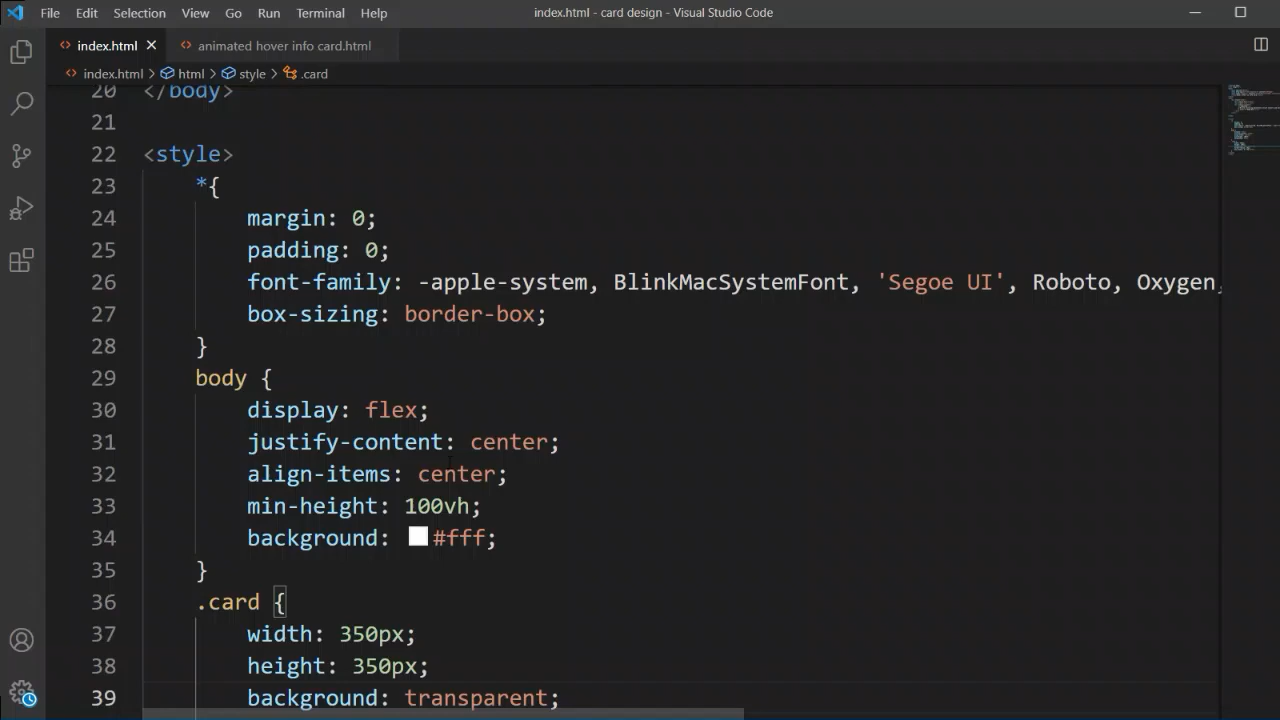 File Edit Selection View Go Run Terminal Help index.html - card design - Visual Studio Code
index.html animated hover info card.html
index.html > html > style > .card
20 </body>
21
22 <style>
23 *{
24 margin: 0;
25 padding: 0;
26 font-family: -apple-system, BlinkMacSystemFont, 'Segoe UI', Roboto, Oxygen,
27 box-sizing: border-box;
28 }
29 body {
30 display: flex;
31 justify-content: center;
32 align-items: center;
33 min-height: 100vh;
34 background: #fff;
35 }
36 .card {
37 width: 350px;
38 height: 350px;
39 background: transparent;